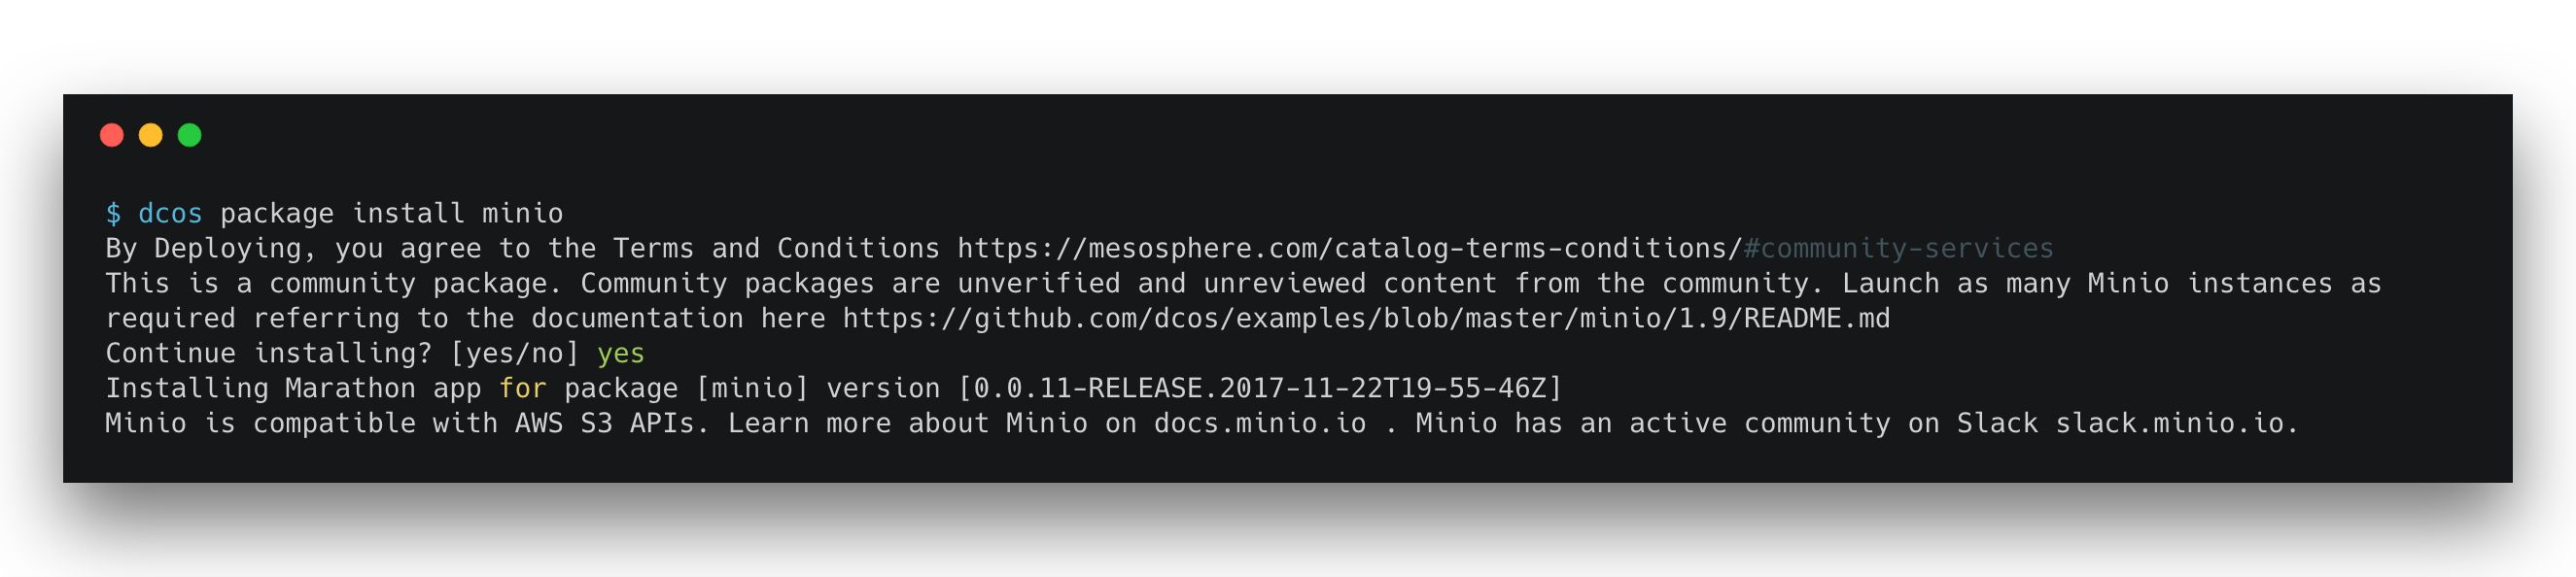 $ dcos package install minio
By Deploying, you agree to the Terms and Conditions https://mesosphere.com/catalog-terms-conditions/#community-services
This is a community package. Community packages are unverified and unreviewed content from the community. Launch as many Minio instances as
required referring to the documentation here https://github.com/dcos/examples/blob/master/minio/1.9/README.md
Continue installing? [yes/no] yes
Installing Marathon app for package [minio] version [0.0.11-RELEASE.2017-11-22T19-55-46Z]
Minio is compatible with AWS S3 APIs. Learn more about Minio on docs.minio.io . Minio has an active community on Slack slack.minio.io.